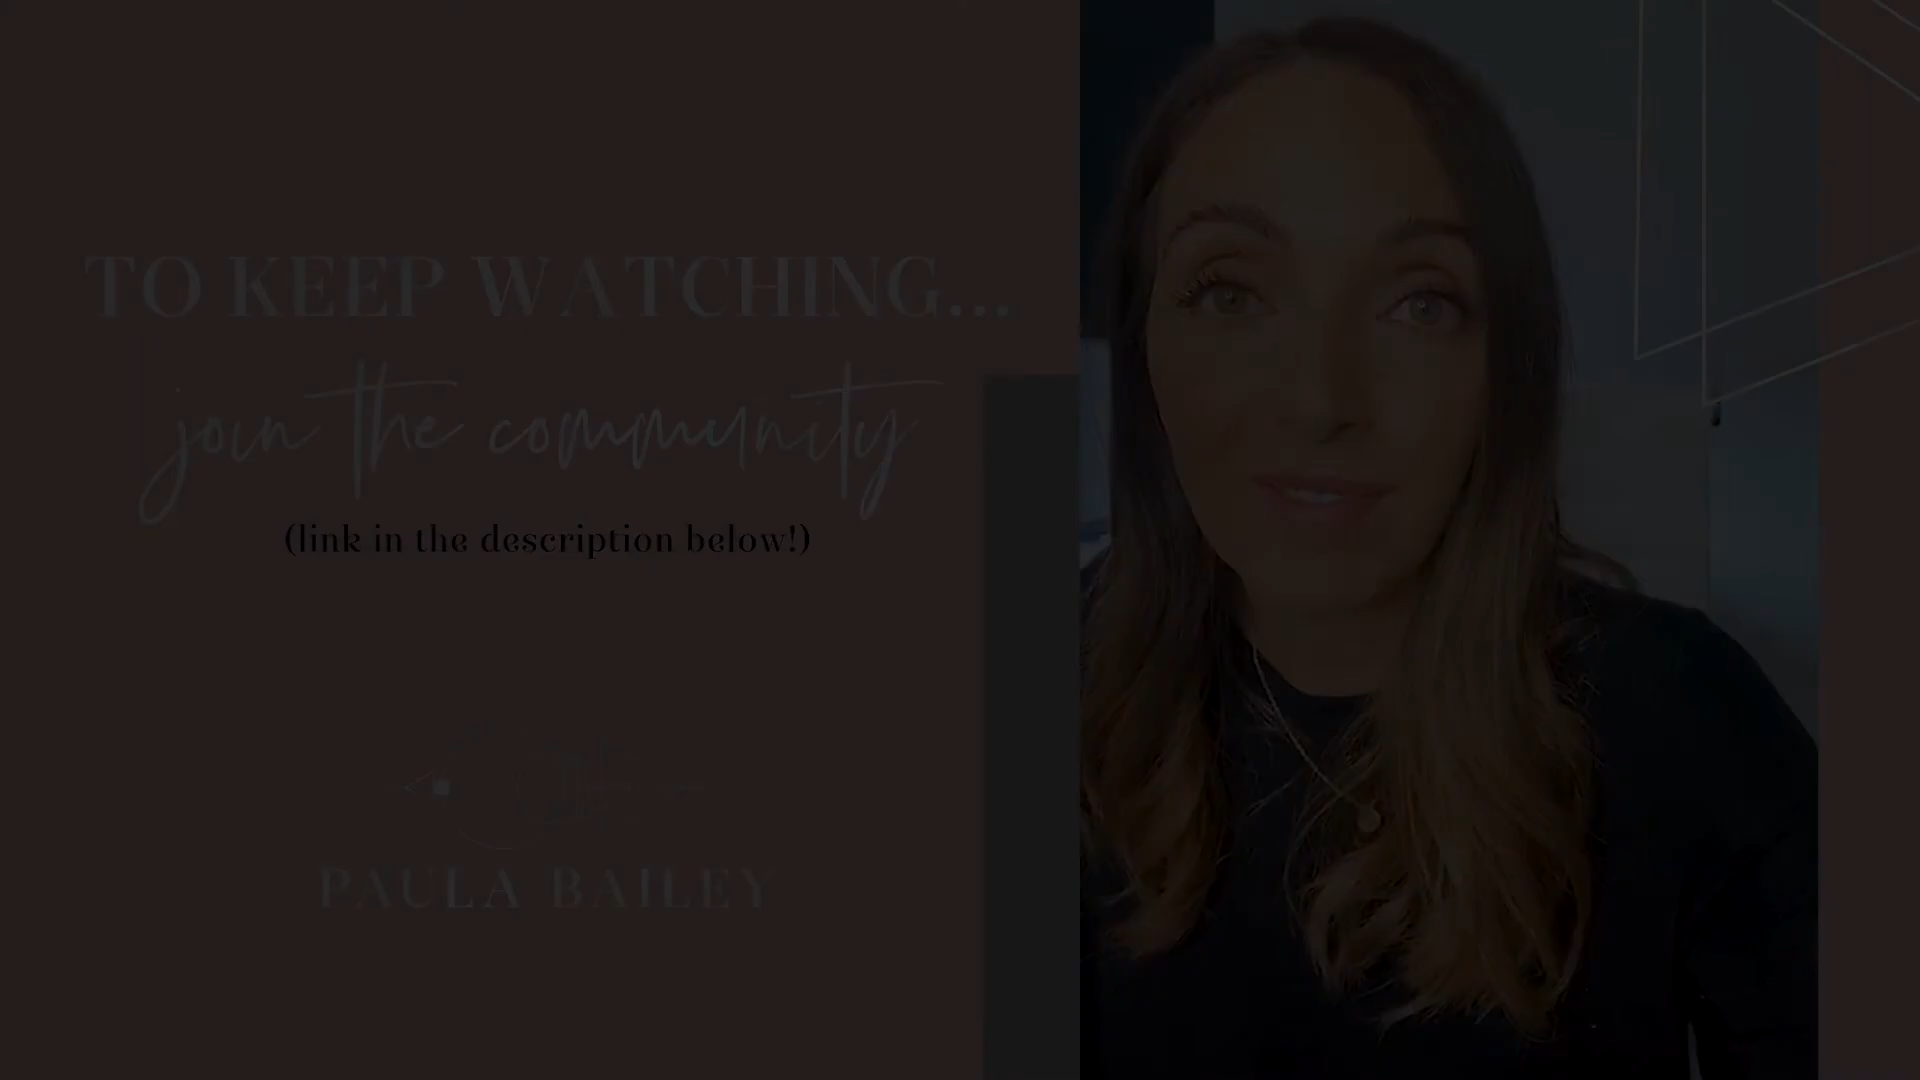 TO KEEP WATCHING...
join the community
(link in the description below!)
PAULA BAILEY